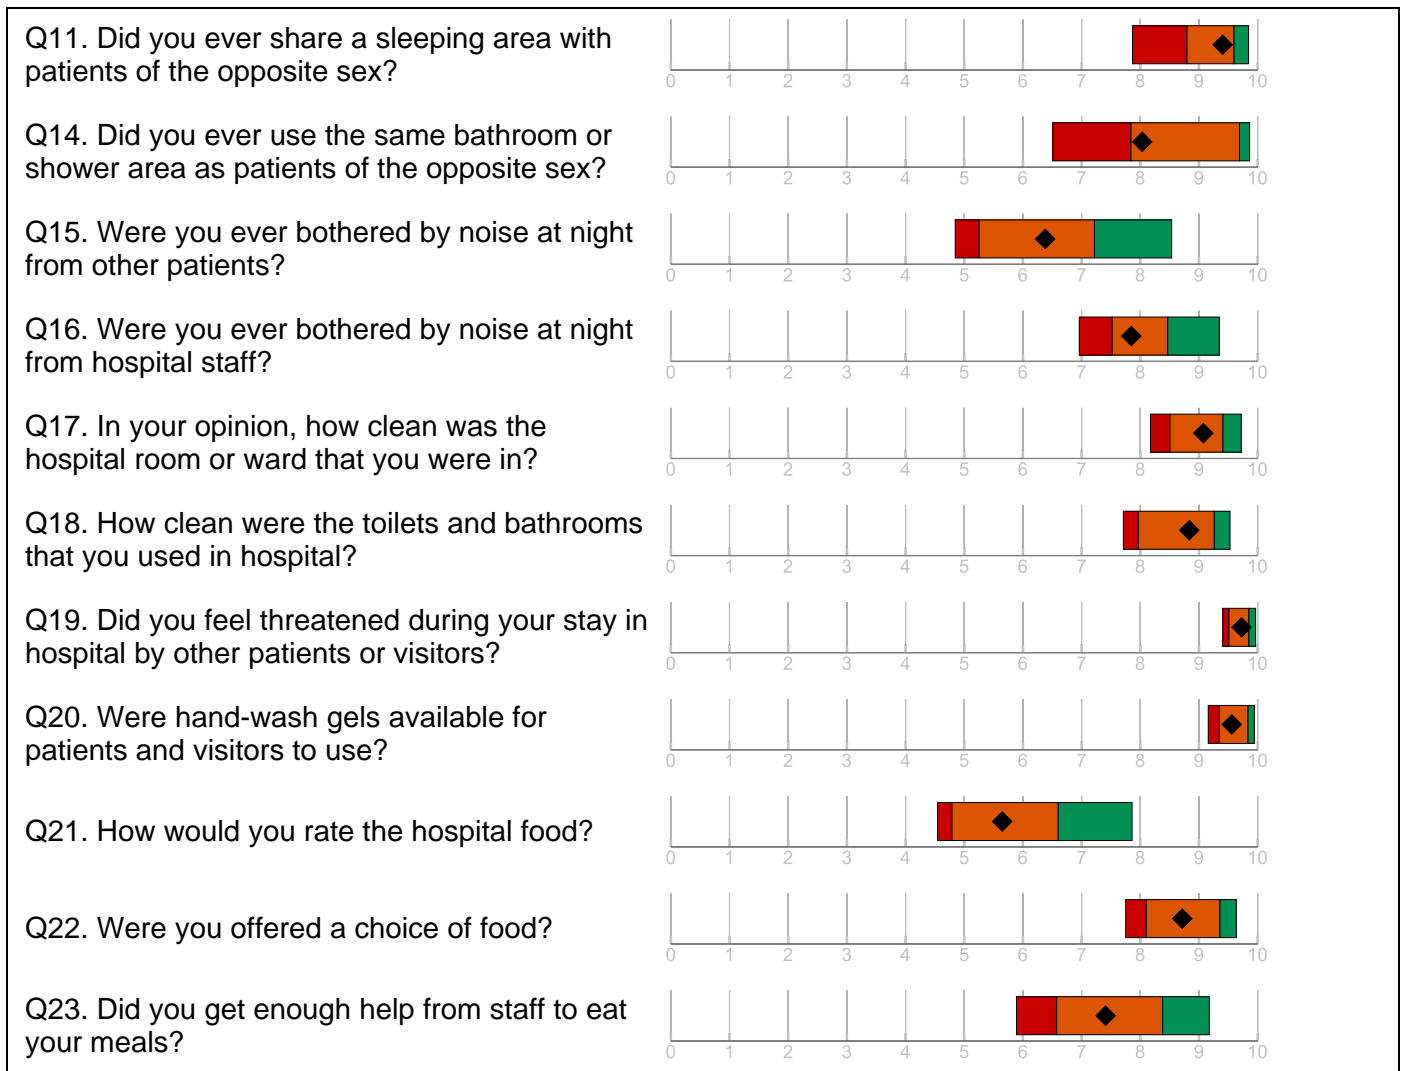 Q11. Did you ever share a sleeping area with
patients of the opposite sex?
0 1 2 3 4 5 6 7 8 9 10
Q14. Did you ever use the same bathroom or
shower area as patients of the opposite sex?
0 1 2 3 4 5 6 7 8 9 10
Q15. Were you ever bothered by noise at night
from other patients?
0 1 2 3 4 5 6 7 8 9 10
Q16. Were you ever bothered by noise at night
from hospital staff?
0 1 2 3 4 5 6 7 8 9 10
Q17. In your opinion, how clean was the
hospital room or ward that you were in?
0 1 2 3 4 5 6 7 8 9 10
Q18. How clean were the toilets and bathrooms
that you used in hospital?
0 1 2 3 4 5 6 7 8 9 10
Q19. Did you feel threatened during your stay in
hospital by other patients or visitors?
0 1 2 3 4 5 6 7 8 9 10
Q20. Were hand-wash gels available for
patients and visitors to use?
0 1 2 3 4 5 6 7 8 9 10
Q21. How would you rate the hospital food?
0 1 2 3 4 5 6 7 8 9 10
Q22. Were you offered a choice of food?
0 1 2 3 4 5 6 7 8 9 10
Q23. Did you get enough help from staff to eat
your meals?
0 1 2 3 4 5 6 7 8 9 10